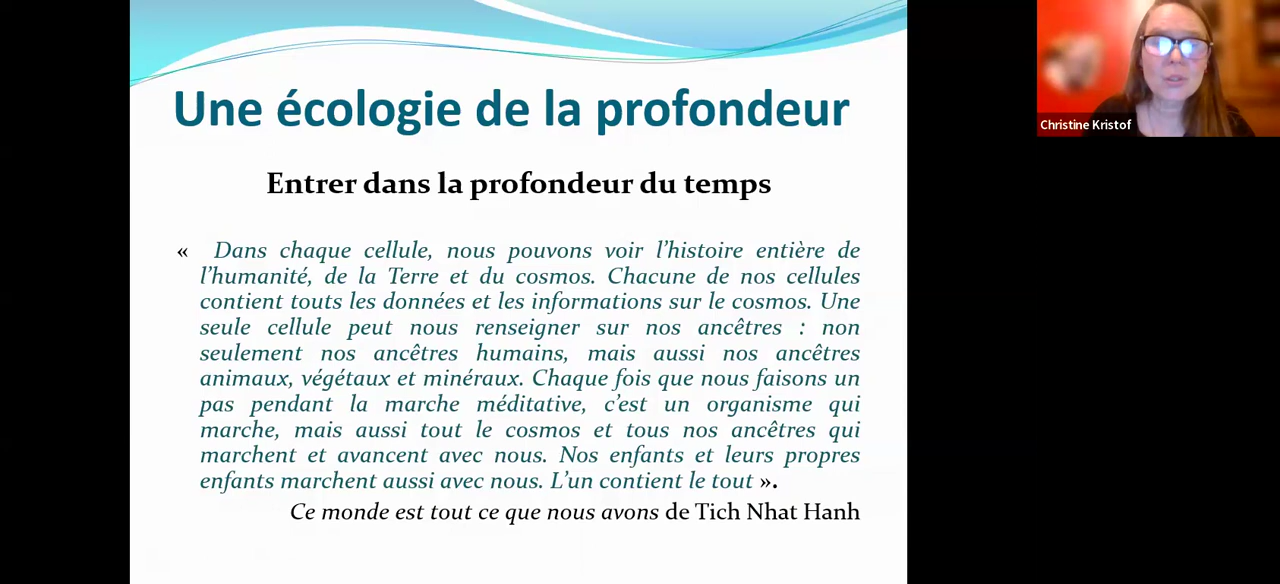 Une écologie de la profondeur
Christine Kristof
Entrer dans la profondeur du temps
« Dans chaque cellule, nous pouvons voir l’histoire entière de
l’humanité, de la Terre et du cosmos. Chacune de nos cellules
contient touts les données et les informations sur le cosmos. Une
seule cellule peut nous renseigner sur nos ancêtres : non
seulement nos ancêtres humains, mais aussi nos ancêtres
animaux, végétaux et minéraux. Chaque fois que nous faisons un
pas pendant la marche méditative, c’est un organisme qui
marche, mais aussi tout le cosmos et tous nos ancêtres qui
marchent et avancent avec nous. Nos enfants et leurs propres
enfants marchent aussi avec nous. L’un contient le tout ».
Ce monde est tout ce que nous avons de Tich Nhat Hanh